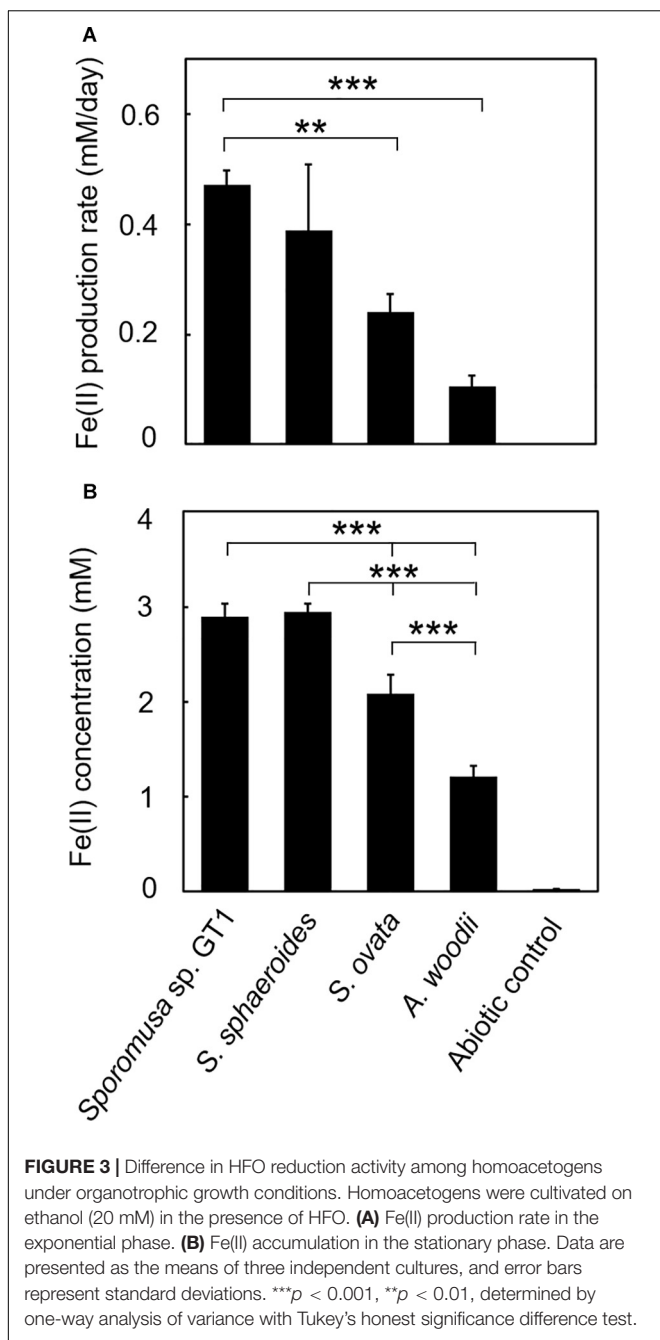 A
Fe(II) production rate (mM/day)
0.6
0.4
0.2
0
***
**
B
Fe(II) concentration (mM)
4
3
2
1
0
***
***
***
Sporomusa sp. GT1
S. sphaeroides
S. ovata
A. woodii
Abiotic control
FIGURE 3 | Difference in HFO reduction activity among homoacetogens
under organotrophic growth conditions. Homoacetogens were cultivated on
ethanol (20 mM) in the presence of HFO. (A) Fe(II) production rate in the
exponential phase. (B) Fe(II) accumulation in the stationary phase. Data are
presented as the means of three independent cultures, and error bars
represent standard deviations. ***p < 0.001, **p < 0.01, determined by
one-way analysis of variance with Tukey's honest significance difference test.